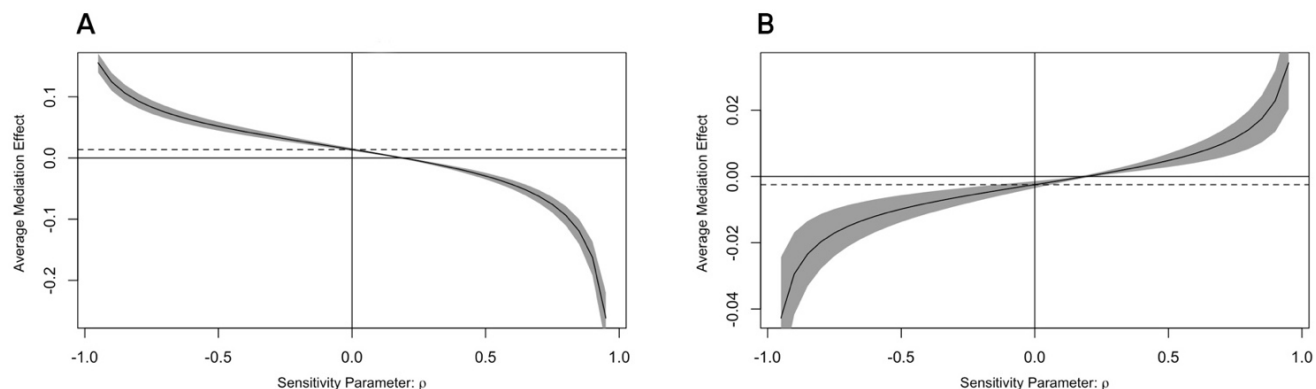 A
Average Mediation Effect
0.1
0.0
-0.1
-0.2
-1.0 -0.5 0.0 0.5 1.0
Sensitivity Parameter: ρ
B
Average Mediation Effect
0.02
0.00
-0.02
-0.04
-1.0 -0.5 0.0 0.5 1.0
Sensitivity Parameter: ρ